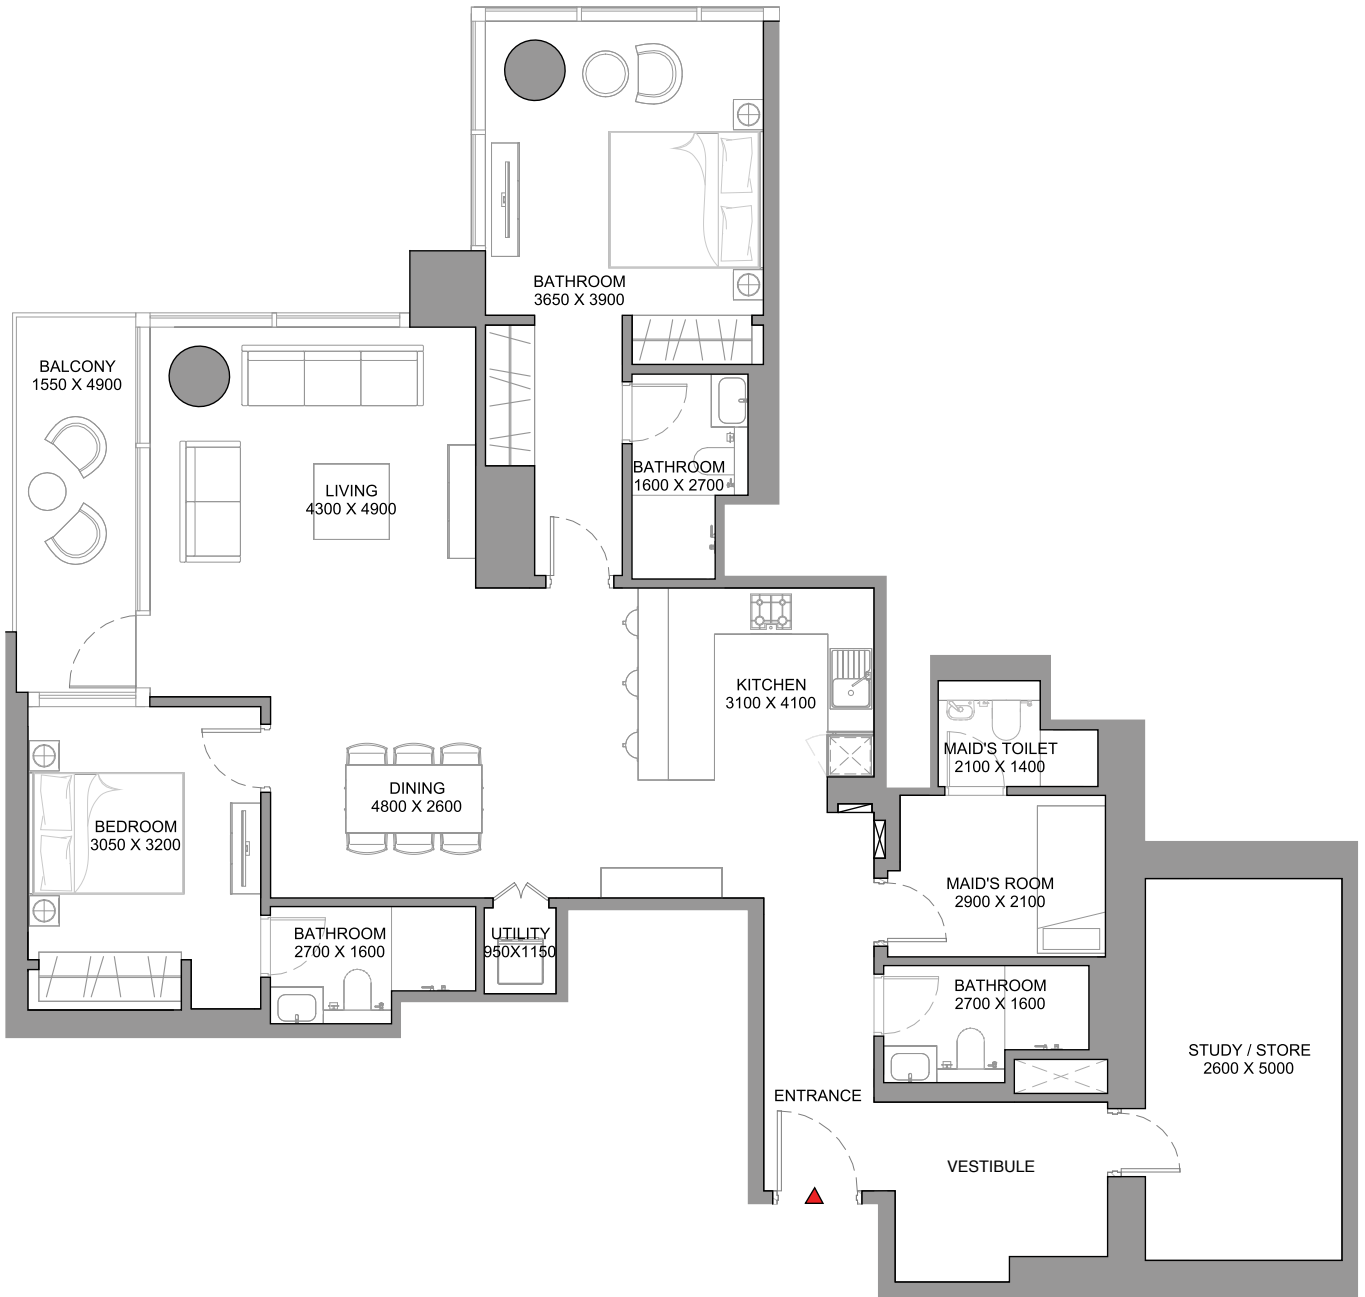 BATHROOM
3650 X 3900
BALCONY
1550 X 4900
LIVING
4300 X 4900
BATHROOM
1600 X 2700
KITCHEN
3100 X 4100
DINING
4800 X 2600
MAID'S TOILET
2100 X 1400
BEDROOM
3050 X 3200
MAID'S ROOM
2900 X 2100
BATHROOM
2700 X 1600
UTILITY
950X1150
BATHROOM
2700 X 1600
STUDY / STORE
2600 X 5000
ENTRANCE
VESTIBULE